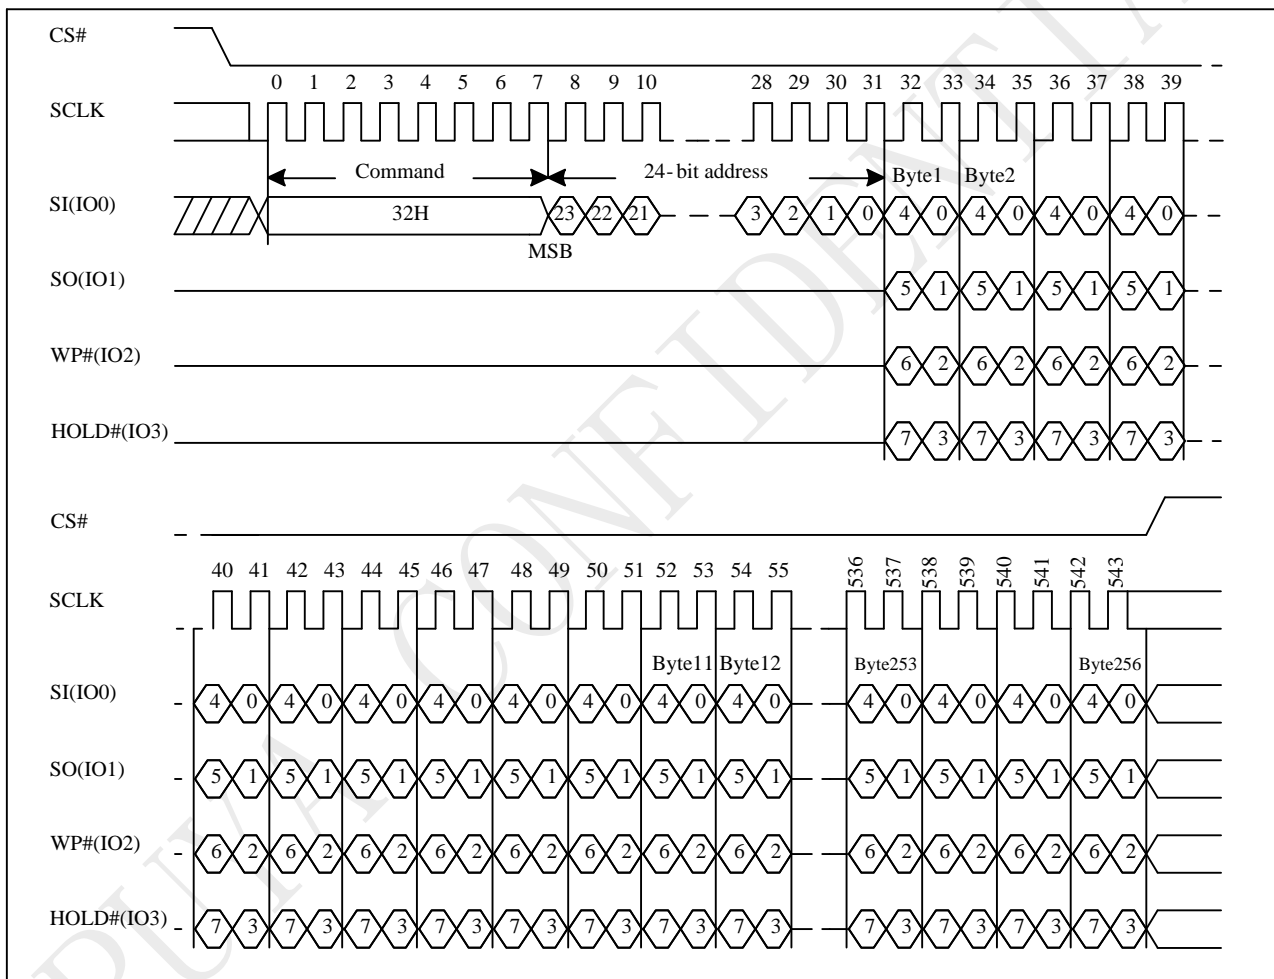 CS#
0 1 2 3 4 5 6 7 8 9 10 28 29 30 31 32 33 34 35 36 37 38 39
SCLK
Command 24-bit address Byte1 Byte2
SI(IO0) 32H 23 22 21 3 2 1 0 4 0 4 0 4 0 4 0
MSB
SO(IO1) 5 1 5 1 5 1 5 1
WP#(IO2) 6 2 6 2 6 2 6 2
HOLD#(IO3) 7 3 7 3 7 3 7 3
CS#
40 41 42 43 44 45 46 47 48 49 50 51 52 53 54 55 536 537 538 539 540 541 542 543
SCLK
Byte11 Byte12 Byte253 Byte256
SI(IO0) 4 0 4 0 4 0 4 0 4 0 4 0 4 0 4 0 4 0 4 0 4 0 4 0
SO(IO1) 5 1 5 1 5 1 5 1 5 1 5 1 5 1 5 1 5 1 5 1 5 1 5 1
WP#(IO2) 6 2 6 2 6 2 6 2 6 2 6 2 6 2 6 2 6 2 6 2 6 2 6 2
HOLD#(IO3) 7 3 7 3 7 3 7 3 7 3 7 3 7 3 7 3 7 3 7 3 7 3 7 3
PUYA CONFIDENTIA